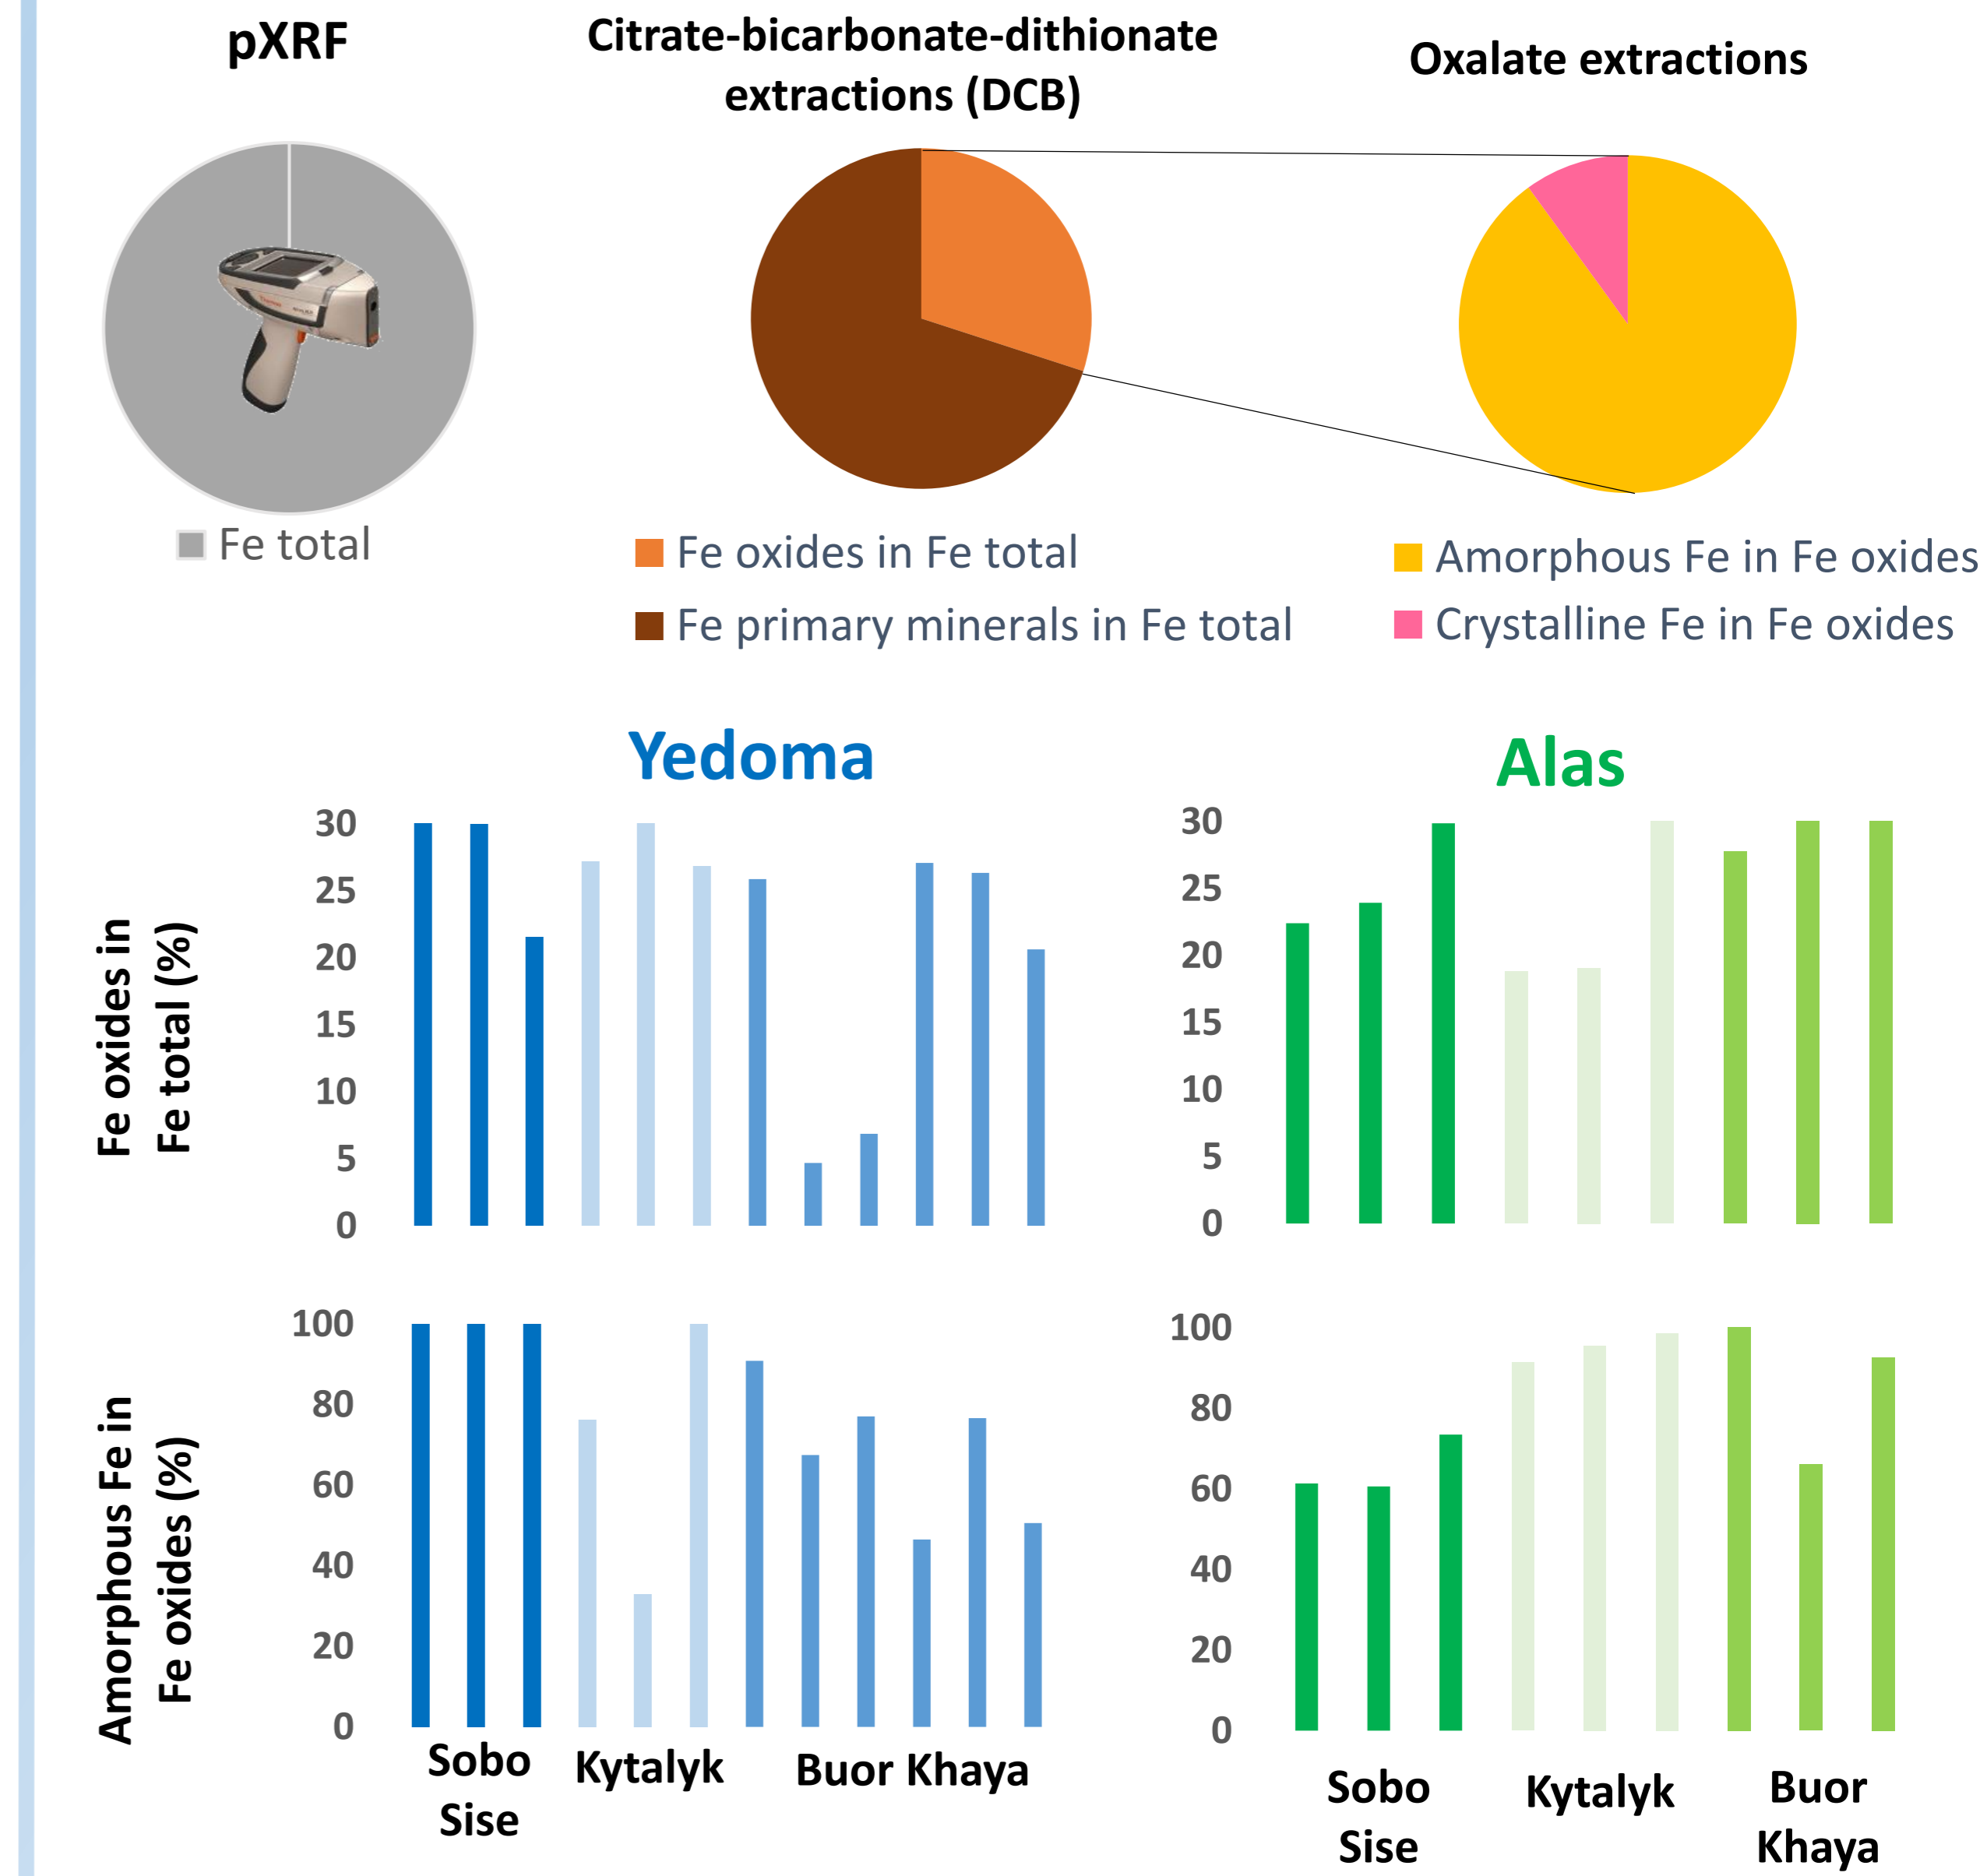 pXRF
Citrate-bicarbonate-dithionate
extractions (DCB)
Oxalate extractions
Fe total
Fe oxides in Fe total
Fe primary minerals in Fe total
Amorphous Fe in Fe oxides
Crystalline Fe in Fe oxides
Yedoma
Alas
Fe oxides in
Fe total (%)
30
25
20
15
10
5
0
30
25
20
15
10
5
0
Amorphous Fe in
Fe oxides (%)
100
80
60
40
20
0
100
80
60
40
20
0
Sobo
Sise
Kytalyk
Buor Khaya
Sobo
Sise
Kytalyk
Buor
Khaya